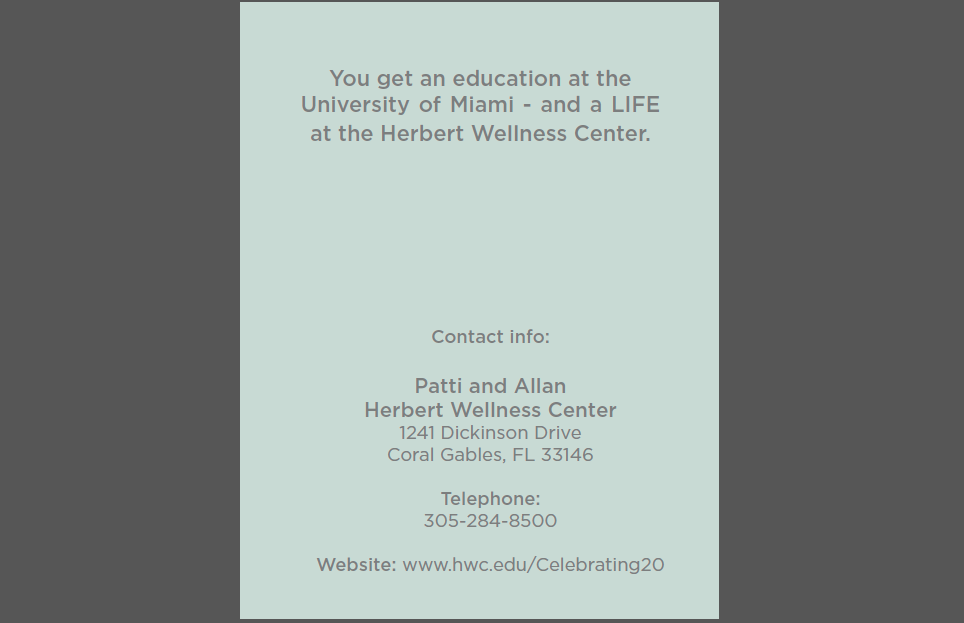 You get an education at the
University of Miami - and a LIFE
at the Herbert Wellness Center.
Contact info:
Patti and Allan
Herbert Wellness Center
1241 Dickinson Drive
Coral Gables, FL 33146
Telephone:
305-284-8500
Website: www.hwc.edu/Celebrating20